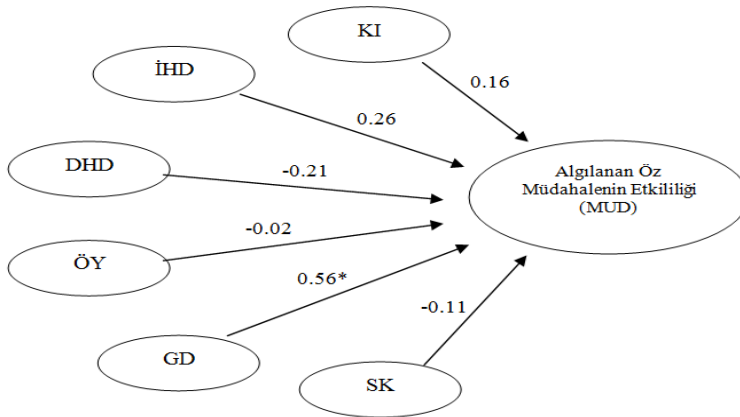 KI
İHD
0.16
0.26
DHD
-0.21
Algılanan Öz
Müdahalenin Etkililiği
(MUD)
-0.02
ÖY
0.56*
-0.11
GD
SK